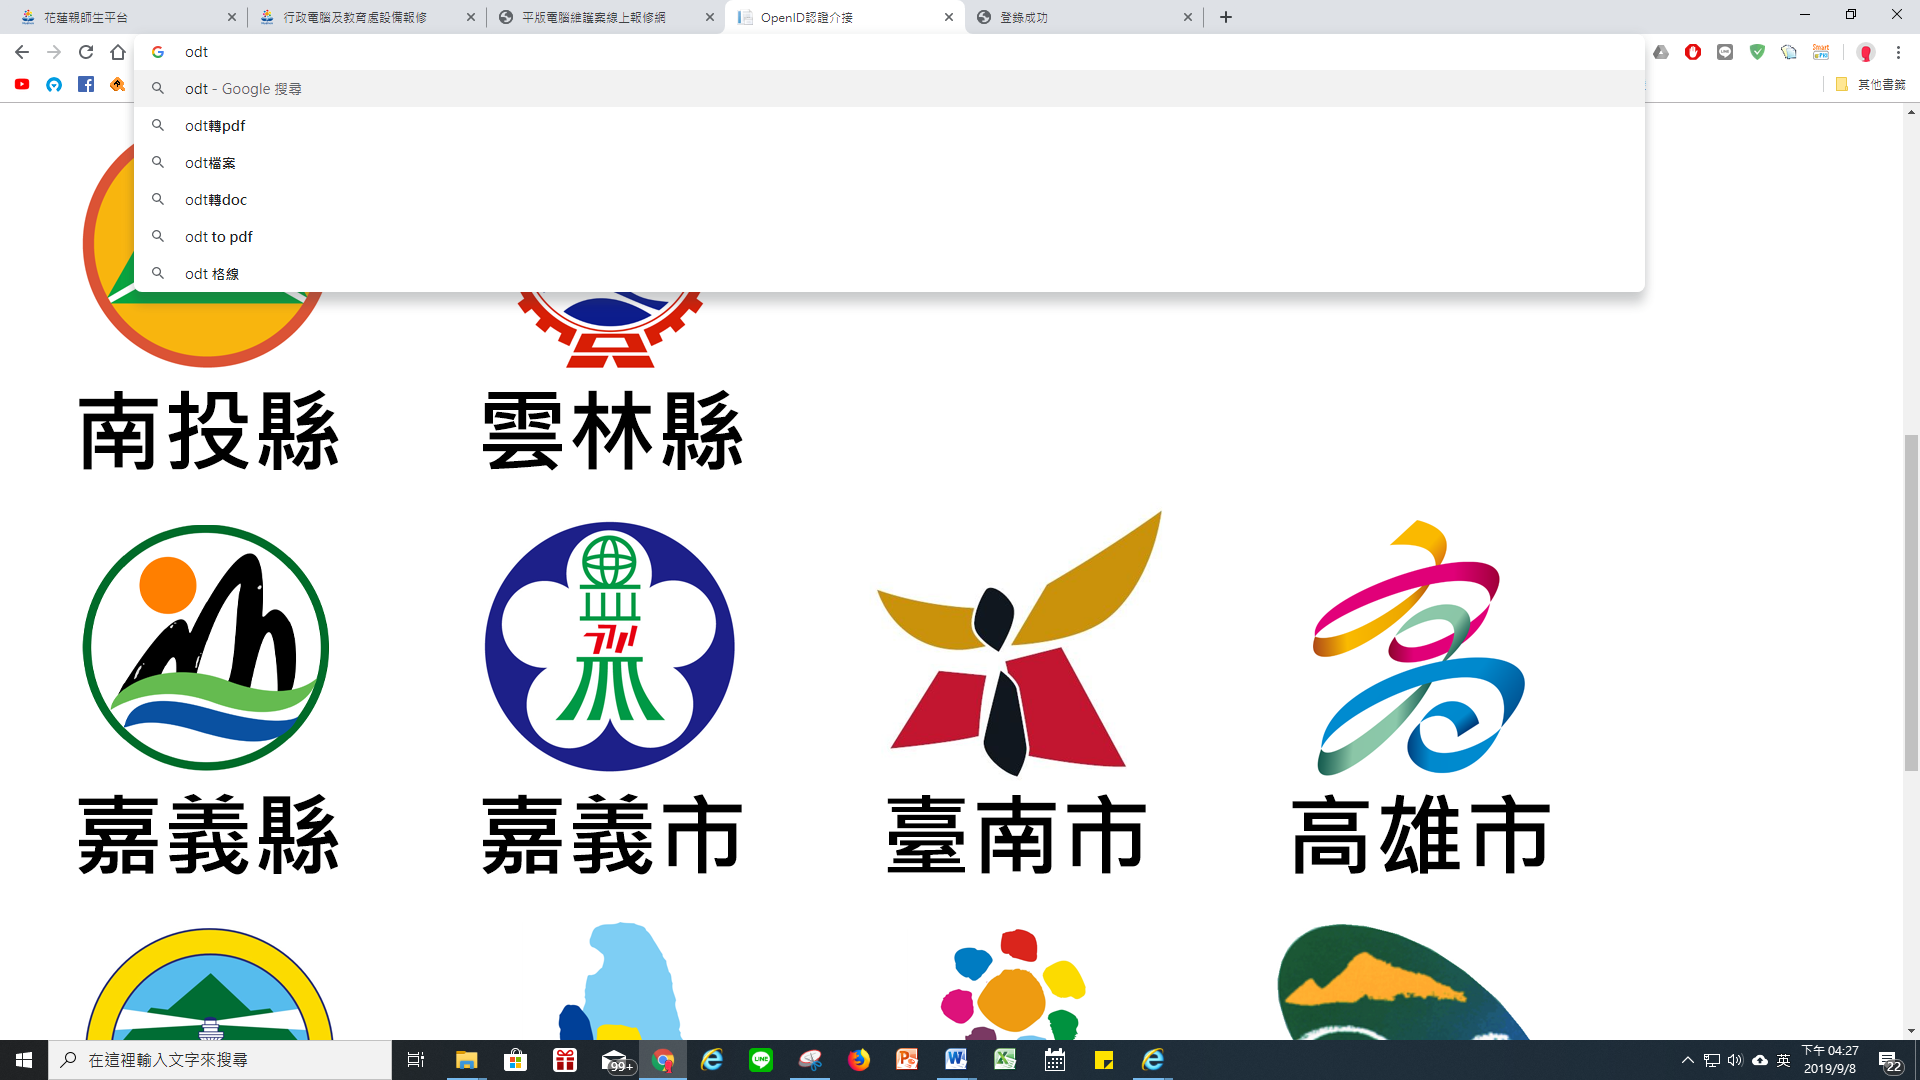 花蓮親師生平台
行政電腦及教育處設備報修
平版電腦維護案線上報修網
OpenID認證介接
登錄成功
odt
其他書籤
odt - Google 搜尋
odt轉pdf
odt檔案
odt轉doc
odt to pdf
odt 格線
南投縣
雲林縣
嘉義縣
嘉義市
臺南市
高雄市
在這裡輸入文字來搜尋
99+
英
下午 04:27
2019/9/8
22